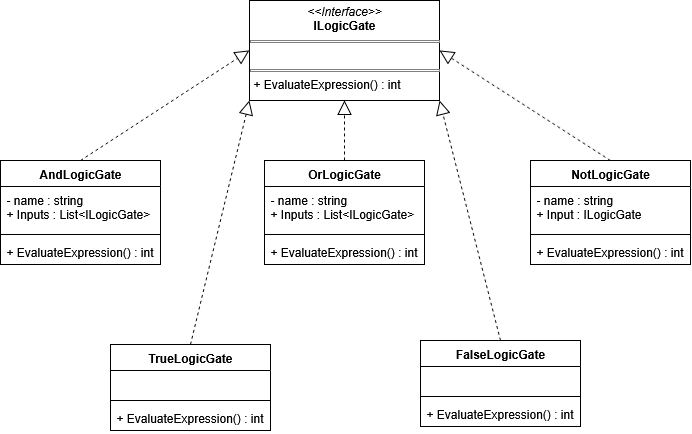 <<Interface>>
ILogicGate
+ EvaluateExpression() : int
AndLogicGate
- name : string
+ Inputs : List<ILogicGate>
+ EvaluateExpression() : int
OrLogicGate
- name : string
+ Inputs : List<ILogicGate>
+ EvaluateExpression() : int
NotLogicGate
- name : string
+ Input : ILogicGate
+ EvaluateExpression() : int
TrueLogicGate
+ EvaluateExpression() : int
FalseLogicGate
+ EvaluateExpression() : int